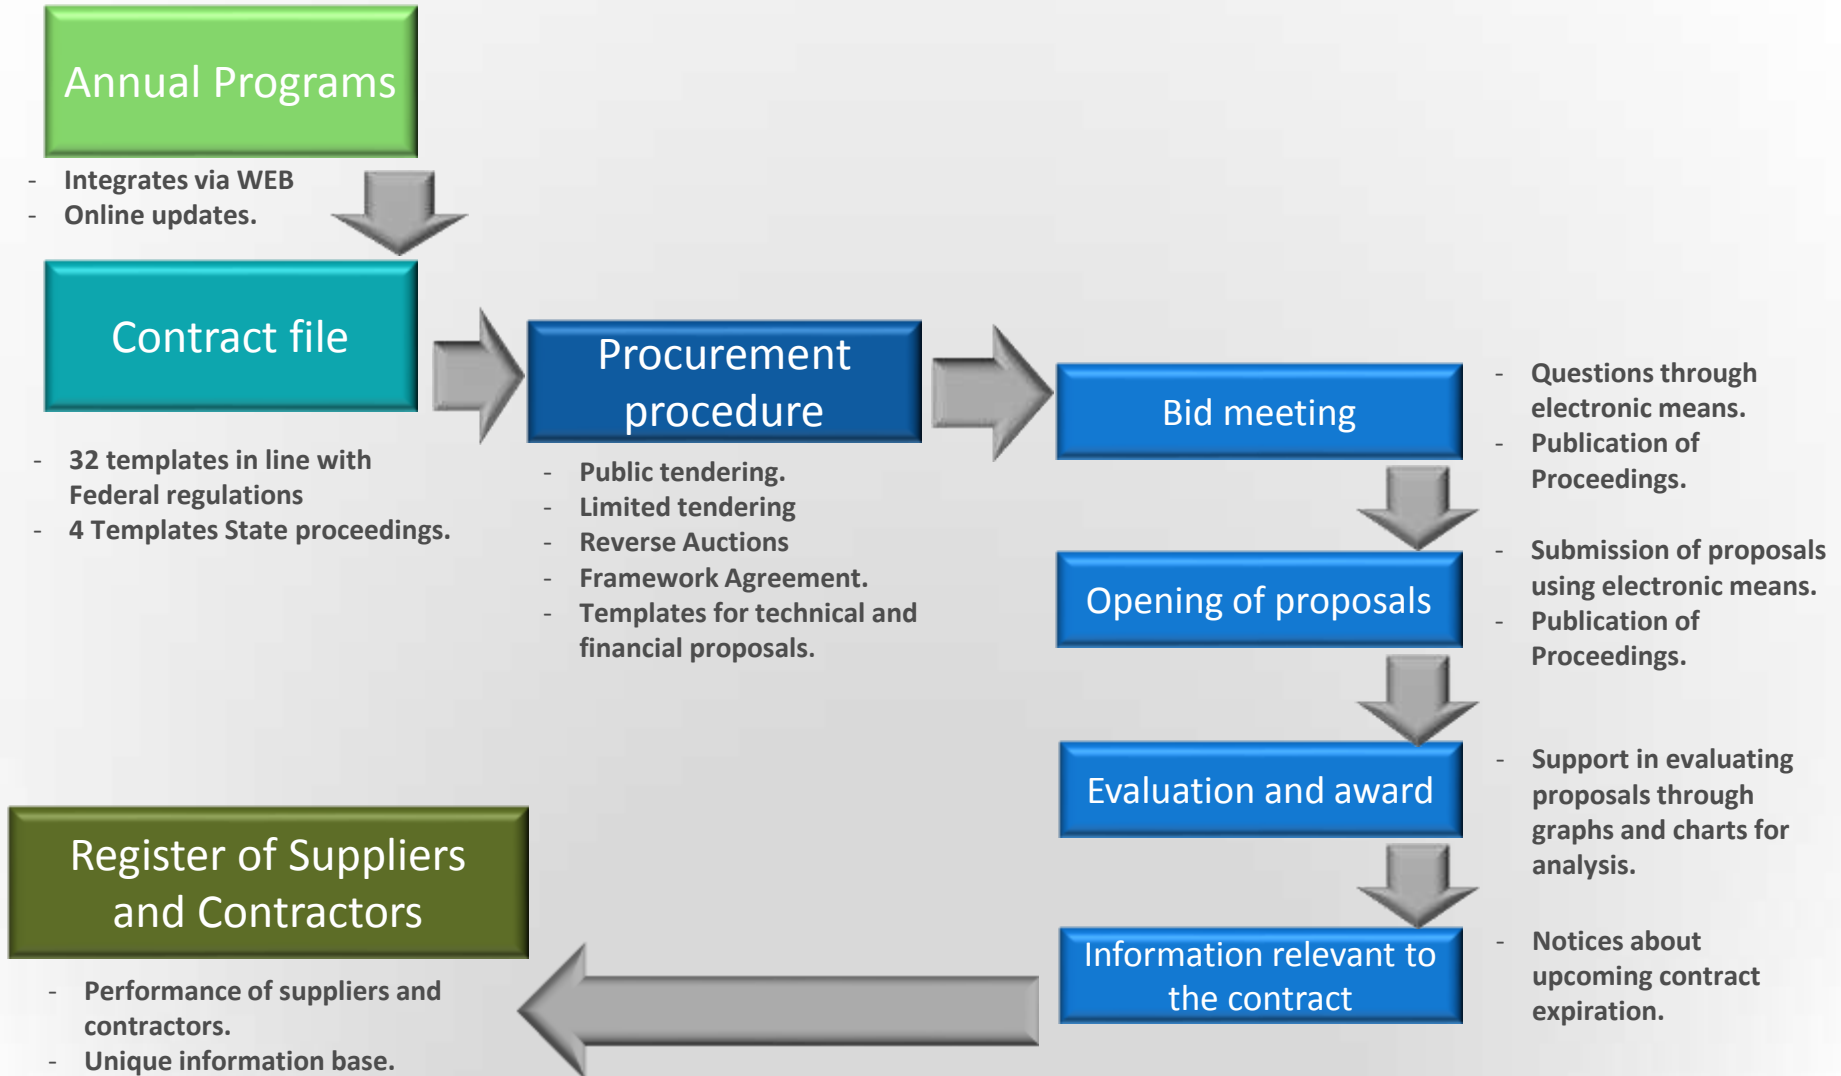 Annual Programs
- Integrates via WEB
- Online updates.
Contract file
- 32 templates in line with
Federal regulations
- 4 Templates State proceedings.
Procurement
procedure
- Public tendering.
- Limited tendering
- Reverse Auctions
- Framework Agreement.
- Templates for technical and
financial proposals.
Bid meeting
- Questions through
electronic means.
- Publication of
Proceedings.
Opening of proposals
- Submission of proposals
using electronic means.
- Publication of
Proceedings.
Evaluation and award
- Support in evaluating
proposals through
graphs and charts for
analysis.
Information relevant to
the contract
- Notices about
upcoming contract
expiration.
Register of Suppliers
and Contractors
- Performance of suppliers and
contractors.
- Unique information base.